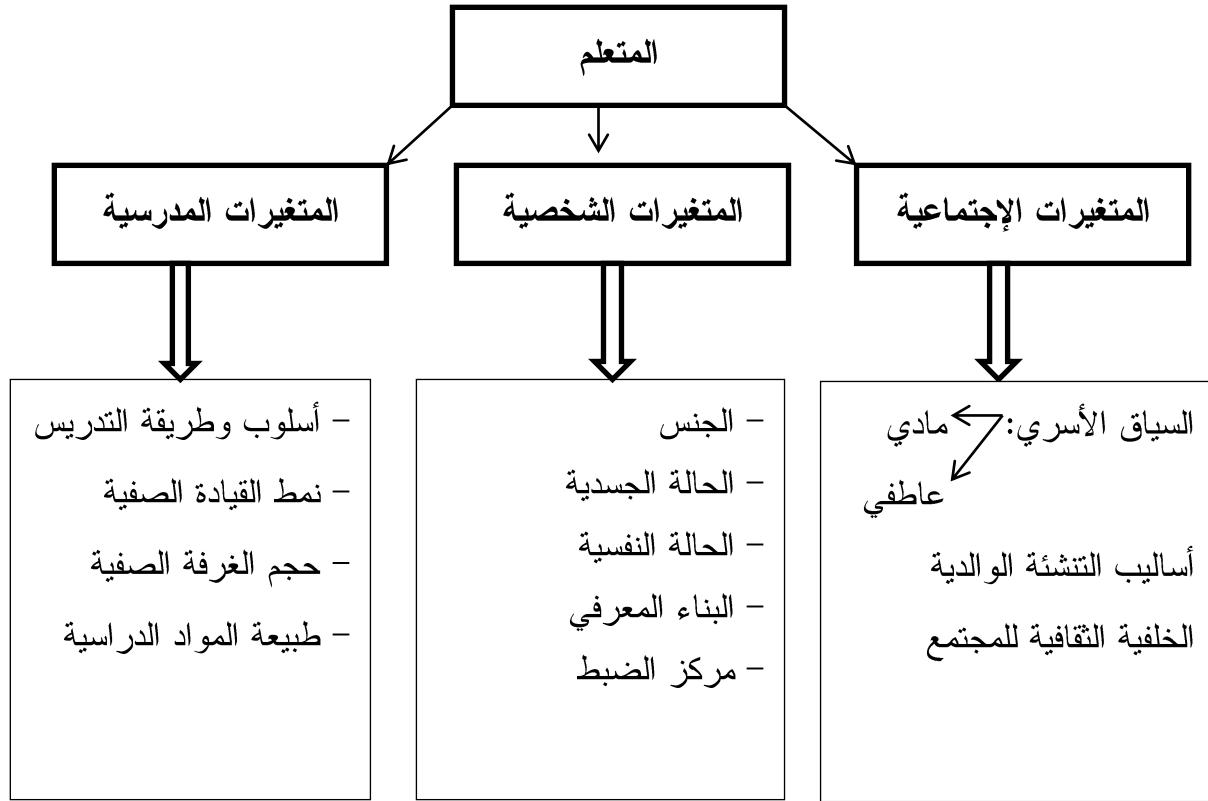 المتعلم
المتغيرات الإجتماعية
المتغيرات الشخصية
المتغيرات المدرسية
السياق الأسري: مادي
عاطفي
أساليب التنشئة الوالدية
الخلفية الثقافية للمجتمع
- الجنس
- الحالة الجسدية
- الحالة النفسية
- البناء المعرفي
- مركز الضبط
- أسلوب وطريقة التدريس
- نمط القيادة الصفية
- حجم الغرفة الصفية
- طبيعة المواد الدراسية